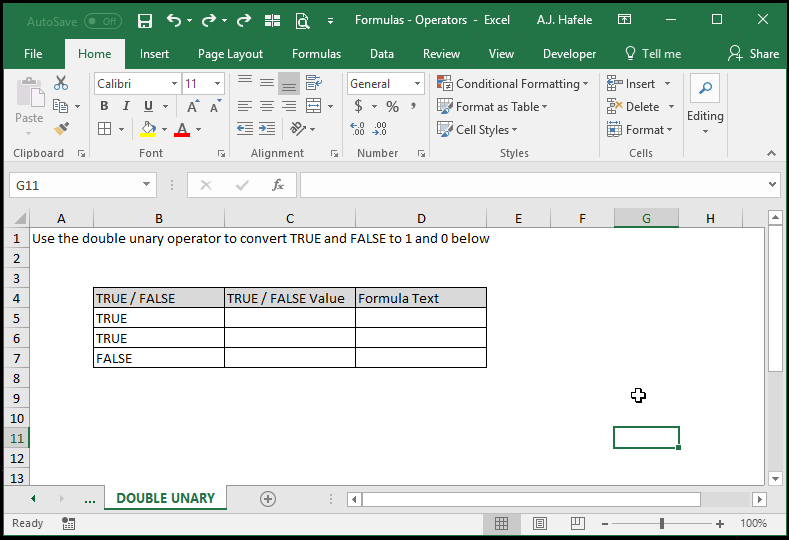 AutoSave Off Formulas - Operators - Excel A.J. Hafele
File Home Insert Page Layout Formulas Data Review View Developer Tell me Share
Paste
Calibri 11
B I U A A
A
General
$ % ,
Conditional Formatting
Format as Table
Cell Styles
Insert
Delete
Format
Editing
Clipboard Font Alignment Number Styles Cells
G11 fx
A B C D E F G H
1 Use the double unary operator to convert TRUE and FALSE to 1 and 0 below
2
3
4 TRUE / FALSE TRUE / FALSE Value Formula Text
5 TRUE
6 TRUE
7 FALSE
8
9
10
11
12
13
... DOUBLE UNARY
Ready 100%